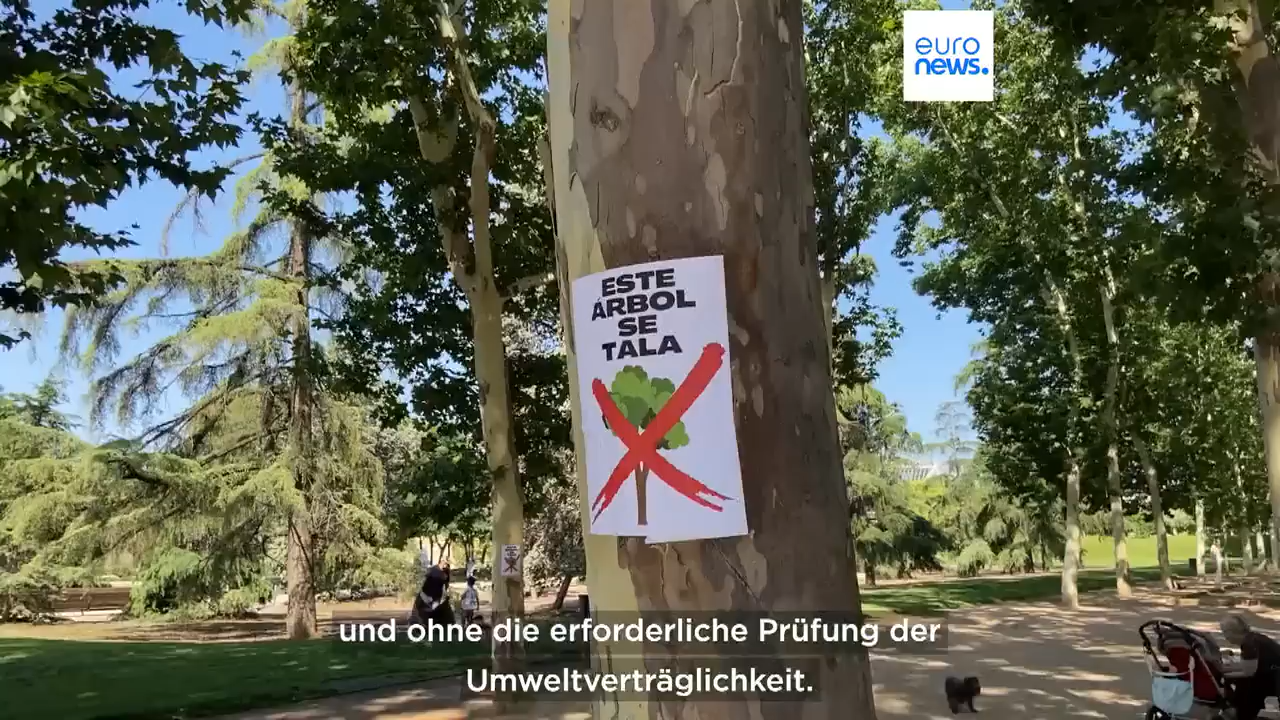 euro
news.
ESTE
ÁRBOL
SE
TALA
und ohne die erforderliche Prüfung der
Umweltverträglichkeit.